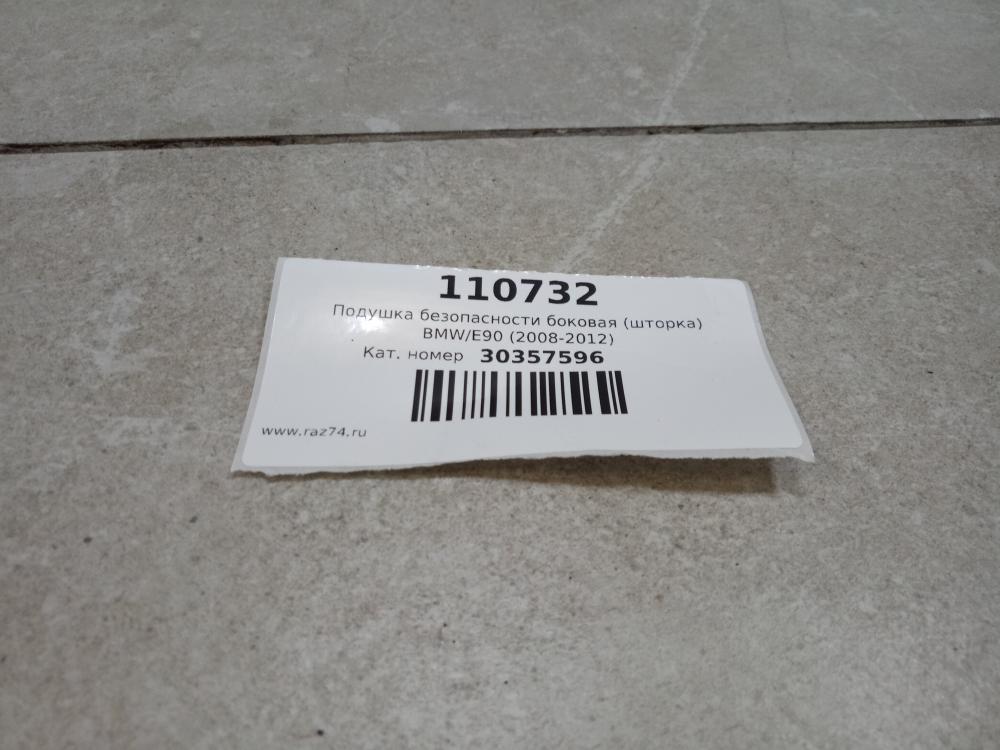 110732
Подушка безопасности боковая (шторка)
BMW/E90 (2008-2012)
Кат. номер 30357596
www.raz74.ru